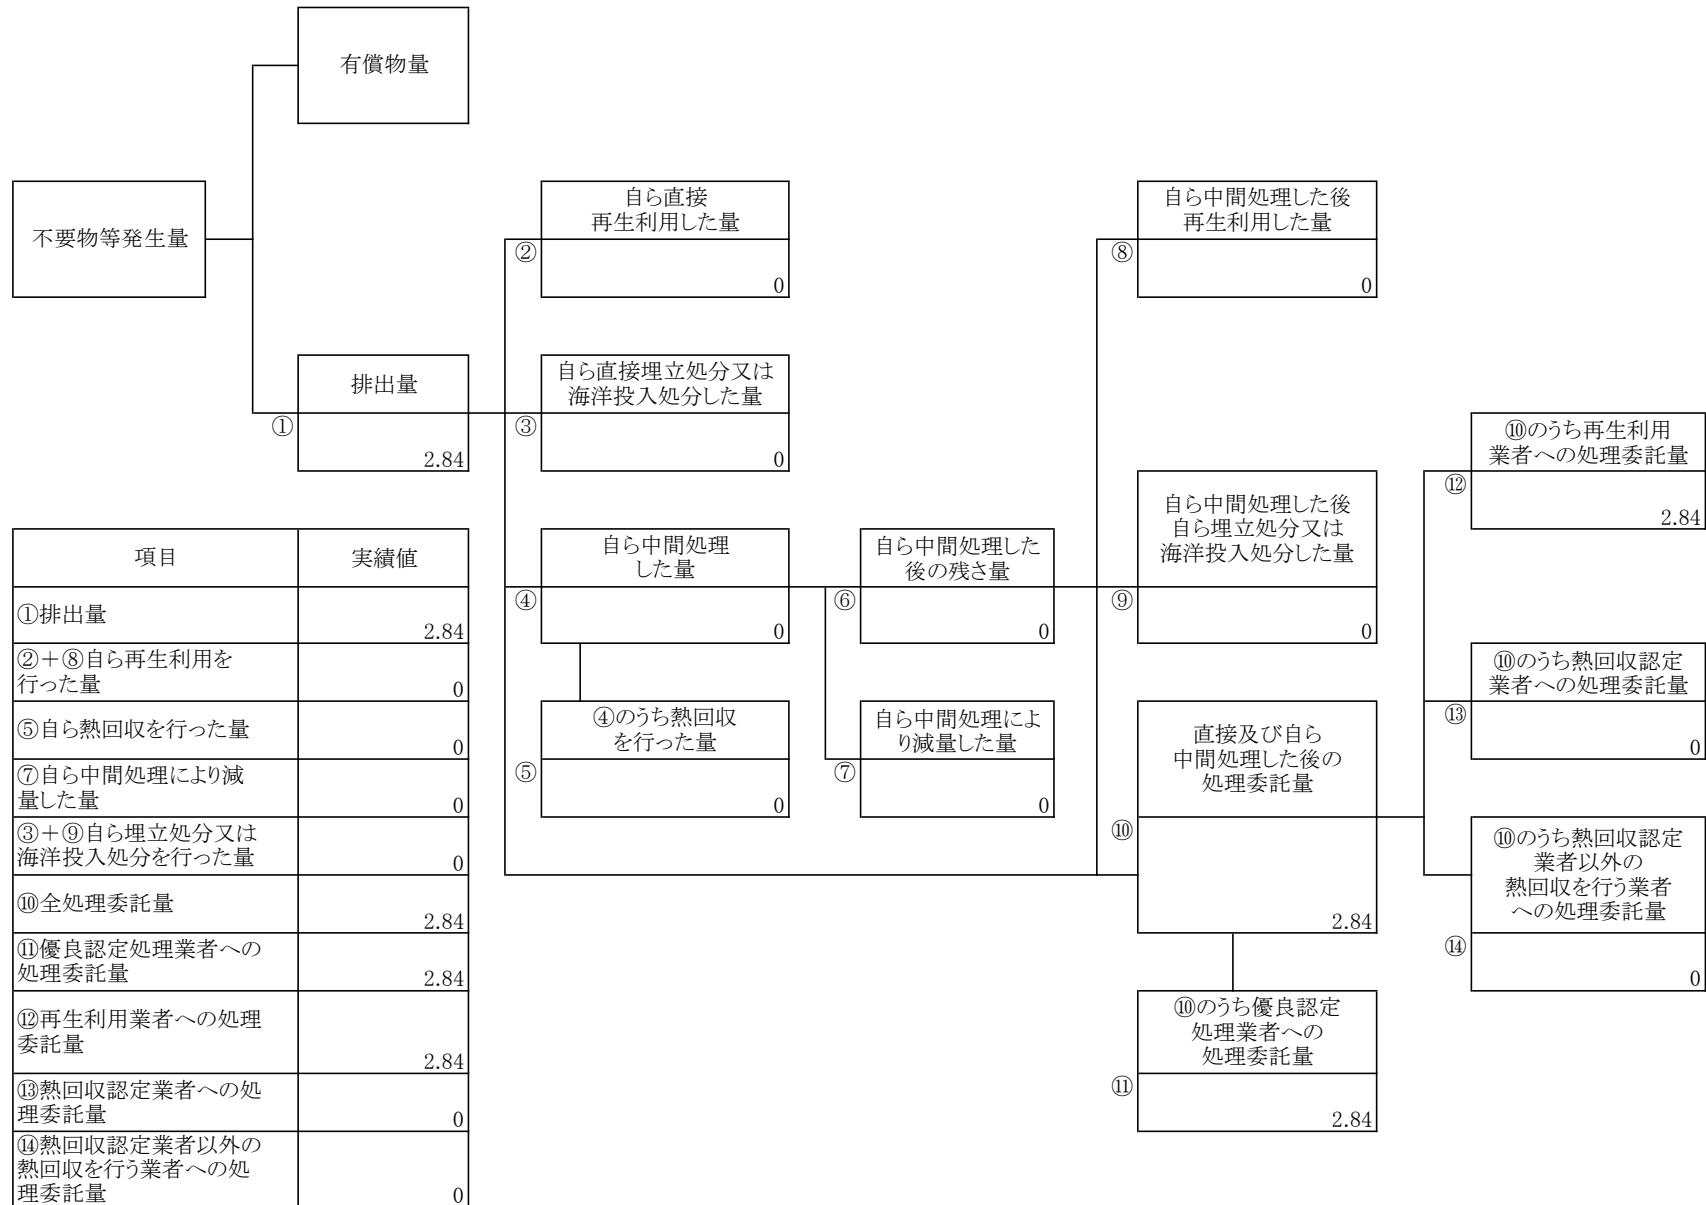 有償物量
不要物等発生量
自ら直接
再生利用した量
②
0
自ら中間処理した後
再生利用した量
⑧
0
排出量
①
2.84
自ら直接埋立処分又は
海洋投入処分した量
③
0
⑩のうち再生利用
業者への処理委託量
⑫
2.84
自ら中間処理
した量
④
0
自ら中間処理した
後の残さ量
⑥
0
自ら中間処理した後
自ら埋立処分又は
海洋投入処分した量
⑨
0
⑩のうち熱回収認定
業者への処理委託量
⑬
0
④のうち熱回収
を行った量
⑤
0
自ら中間処理によ
り減量した量
⑦
0
直接及び自ら
中間処理した後の
処理委託量
⑩
2.84
⑩のうち熱回収認定
業者以外の
熱回収を行う業者
への処理委託量
⑭
0
⑩のうち優良認定
処理業者への
処理委託量
⑪
2.84
項目 実績値
①排出量
2.84
②＋⑧自ら再生利用を
行った量
0
⑤自ら熱回収を行った量
0
⑦自ら中間処理により減
量した量
0
③＋⑨自ら埋立処分又は
海洋投入処分を行った量
0
⑩全処理委託量
2.84
⑪優良認定処理業者への
処理委託量
2.84
⑫再生利用業者への処理
委託量
2.84
⑬熱回収認定業者への処
理委託量
0
⑭熱回収認定業者以外の
熱回収を行う業者への処
理委託量
0